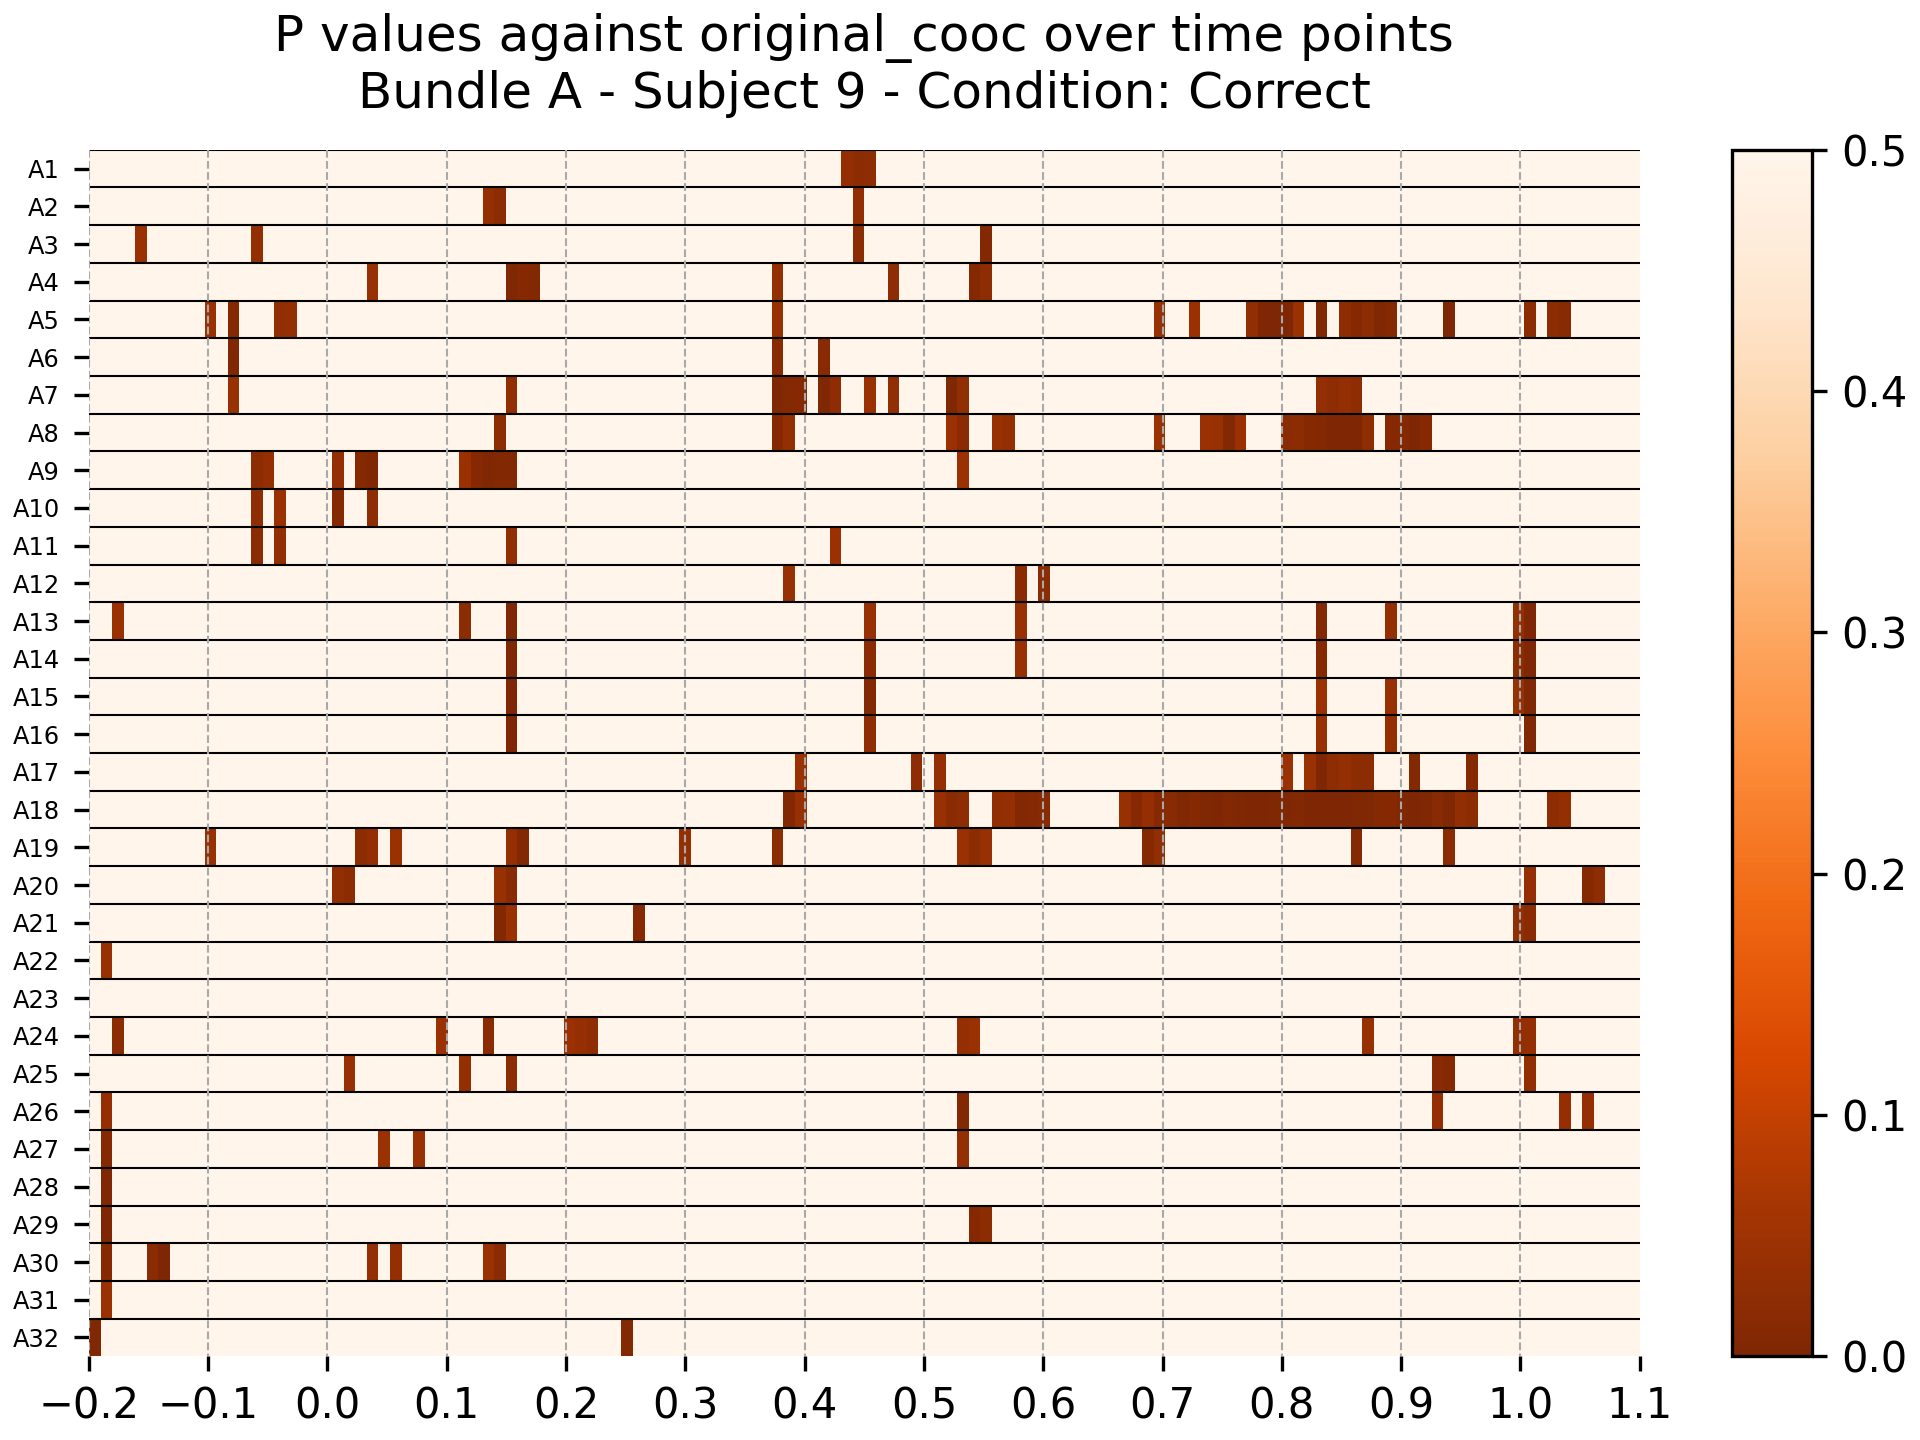 P values against original_cooc over time points
Bundle A - Subject 9 - Condition: Correct
A1
A2
A3
A4
A5
A6
A7
A8
A9
A10
A11
A12
A13
A14
A15
A16
A17
A18
A19
A20
A21
A22
A23
A24
A25
A26
A27
A28
A29
A30
A31
A32
−0.2 −0.1 0.0 0.1 0.2 0.3 0.4 0.5 0.6 0.7 0.8 0.9 1.0 1.1
0.5
0.4
0.3
0.2
0.1
0.0